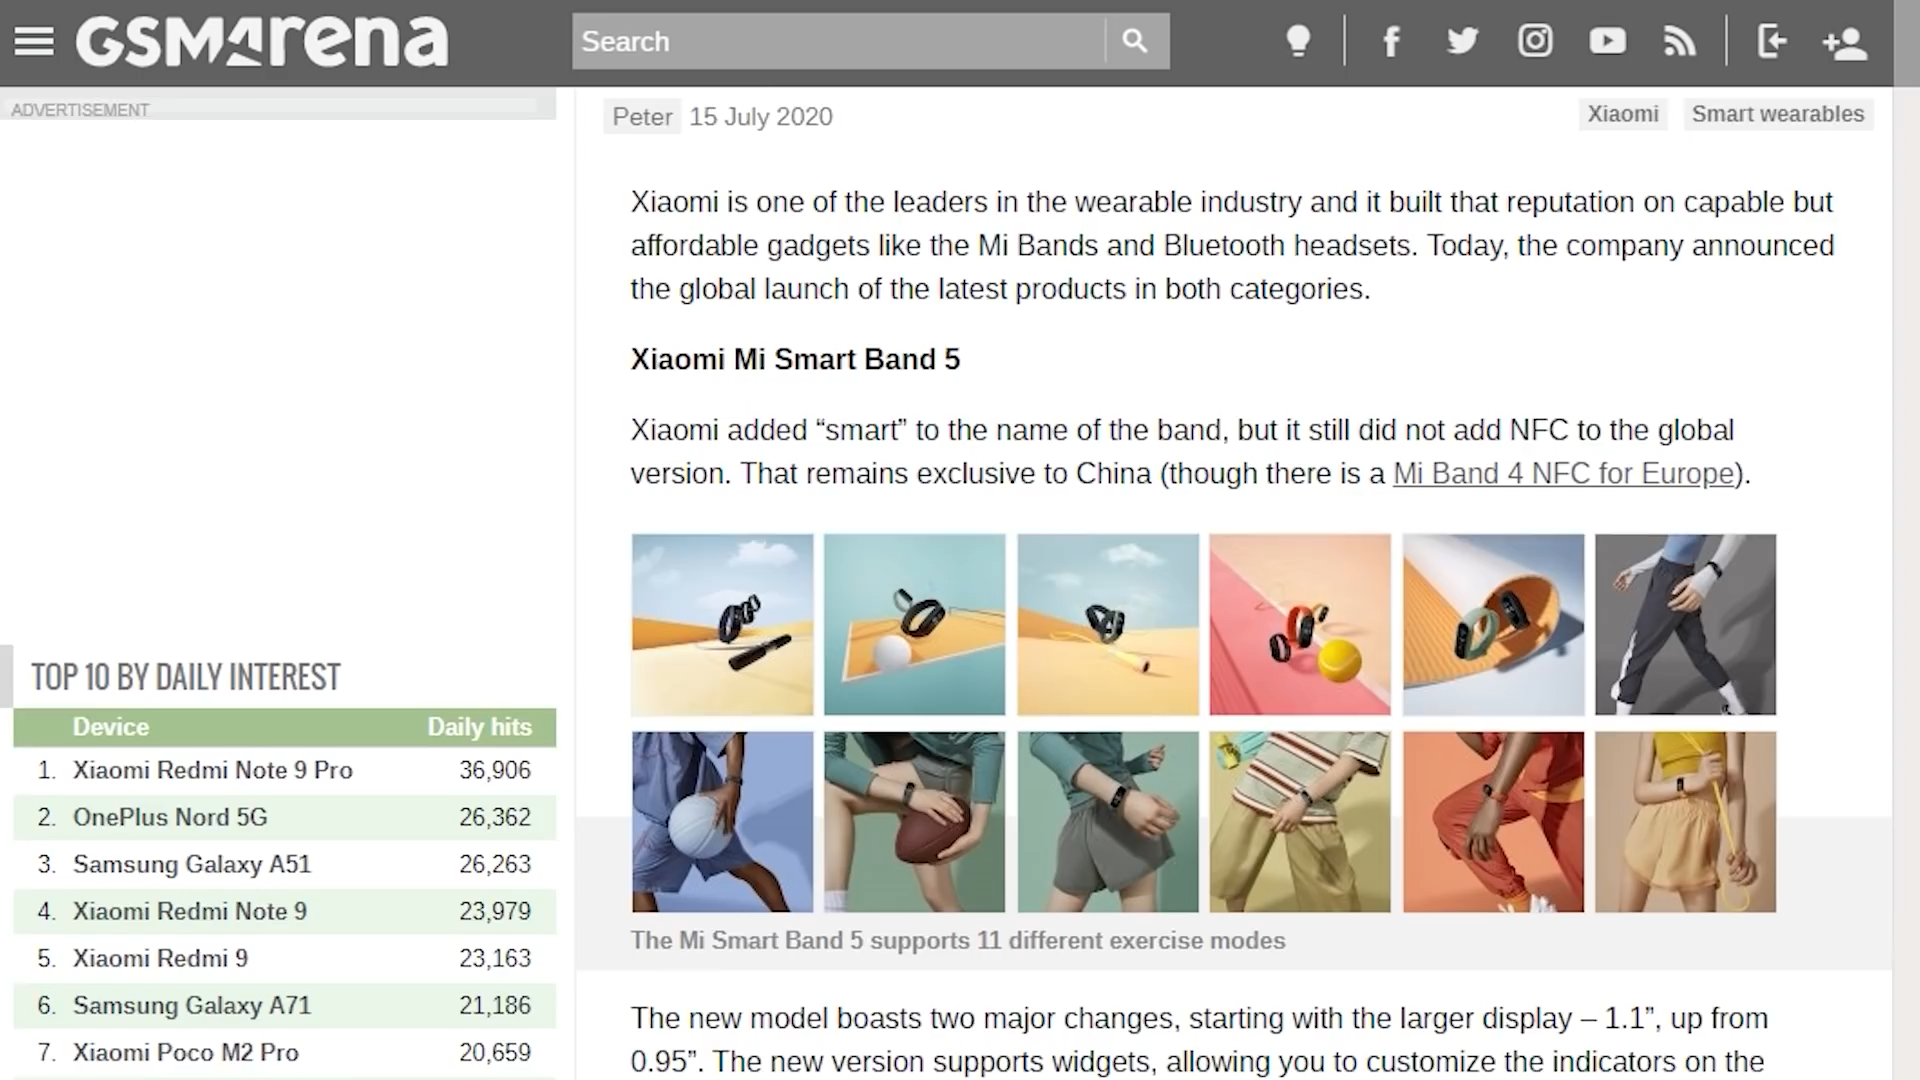 GSMArena
Search
ADVERTISEMENT
Peter 15 July 2020
Xiaomi Smart wearables
Xiaomi is one of the leaders in the wearable industry and it built that reputation on capable but
affordable gadgets like the Mi Bands and Bluetooth headsets. Today, the company announced
the global launch of the latest products in both categories.
Xiaomi Mi Smart Band 5
Xiaomi added “smart” to the name of the band, but it still did not add NFC to the global
version. That remains exclusive to China (though there is a Mi Band 4 NFC for Europe).
The Mi Smart Band 5 supports 11 different exercise modes
The new model boasts two major changes, starting with the larger display – 1.1”, up from
0.95”. The new version supports widgets, allowing you to customize the indicators on the
TOP 10 BY DAILY INTEREST
Device Daily hits
1. Xiaomi Redmi Note 9 Pro 36,906
2. OnePlus Nord 5G 26,362
3. Samsung Galaxy A51 26,263
4. Xiaomi Redmi Note 9 23,979
5. Xiaomi Redmi 9 23,163
6. Samsung Galaxy A71 21,186
7. Xiaomi Poco M2 Pro 20,659